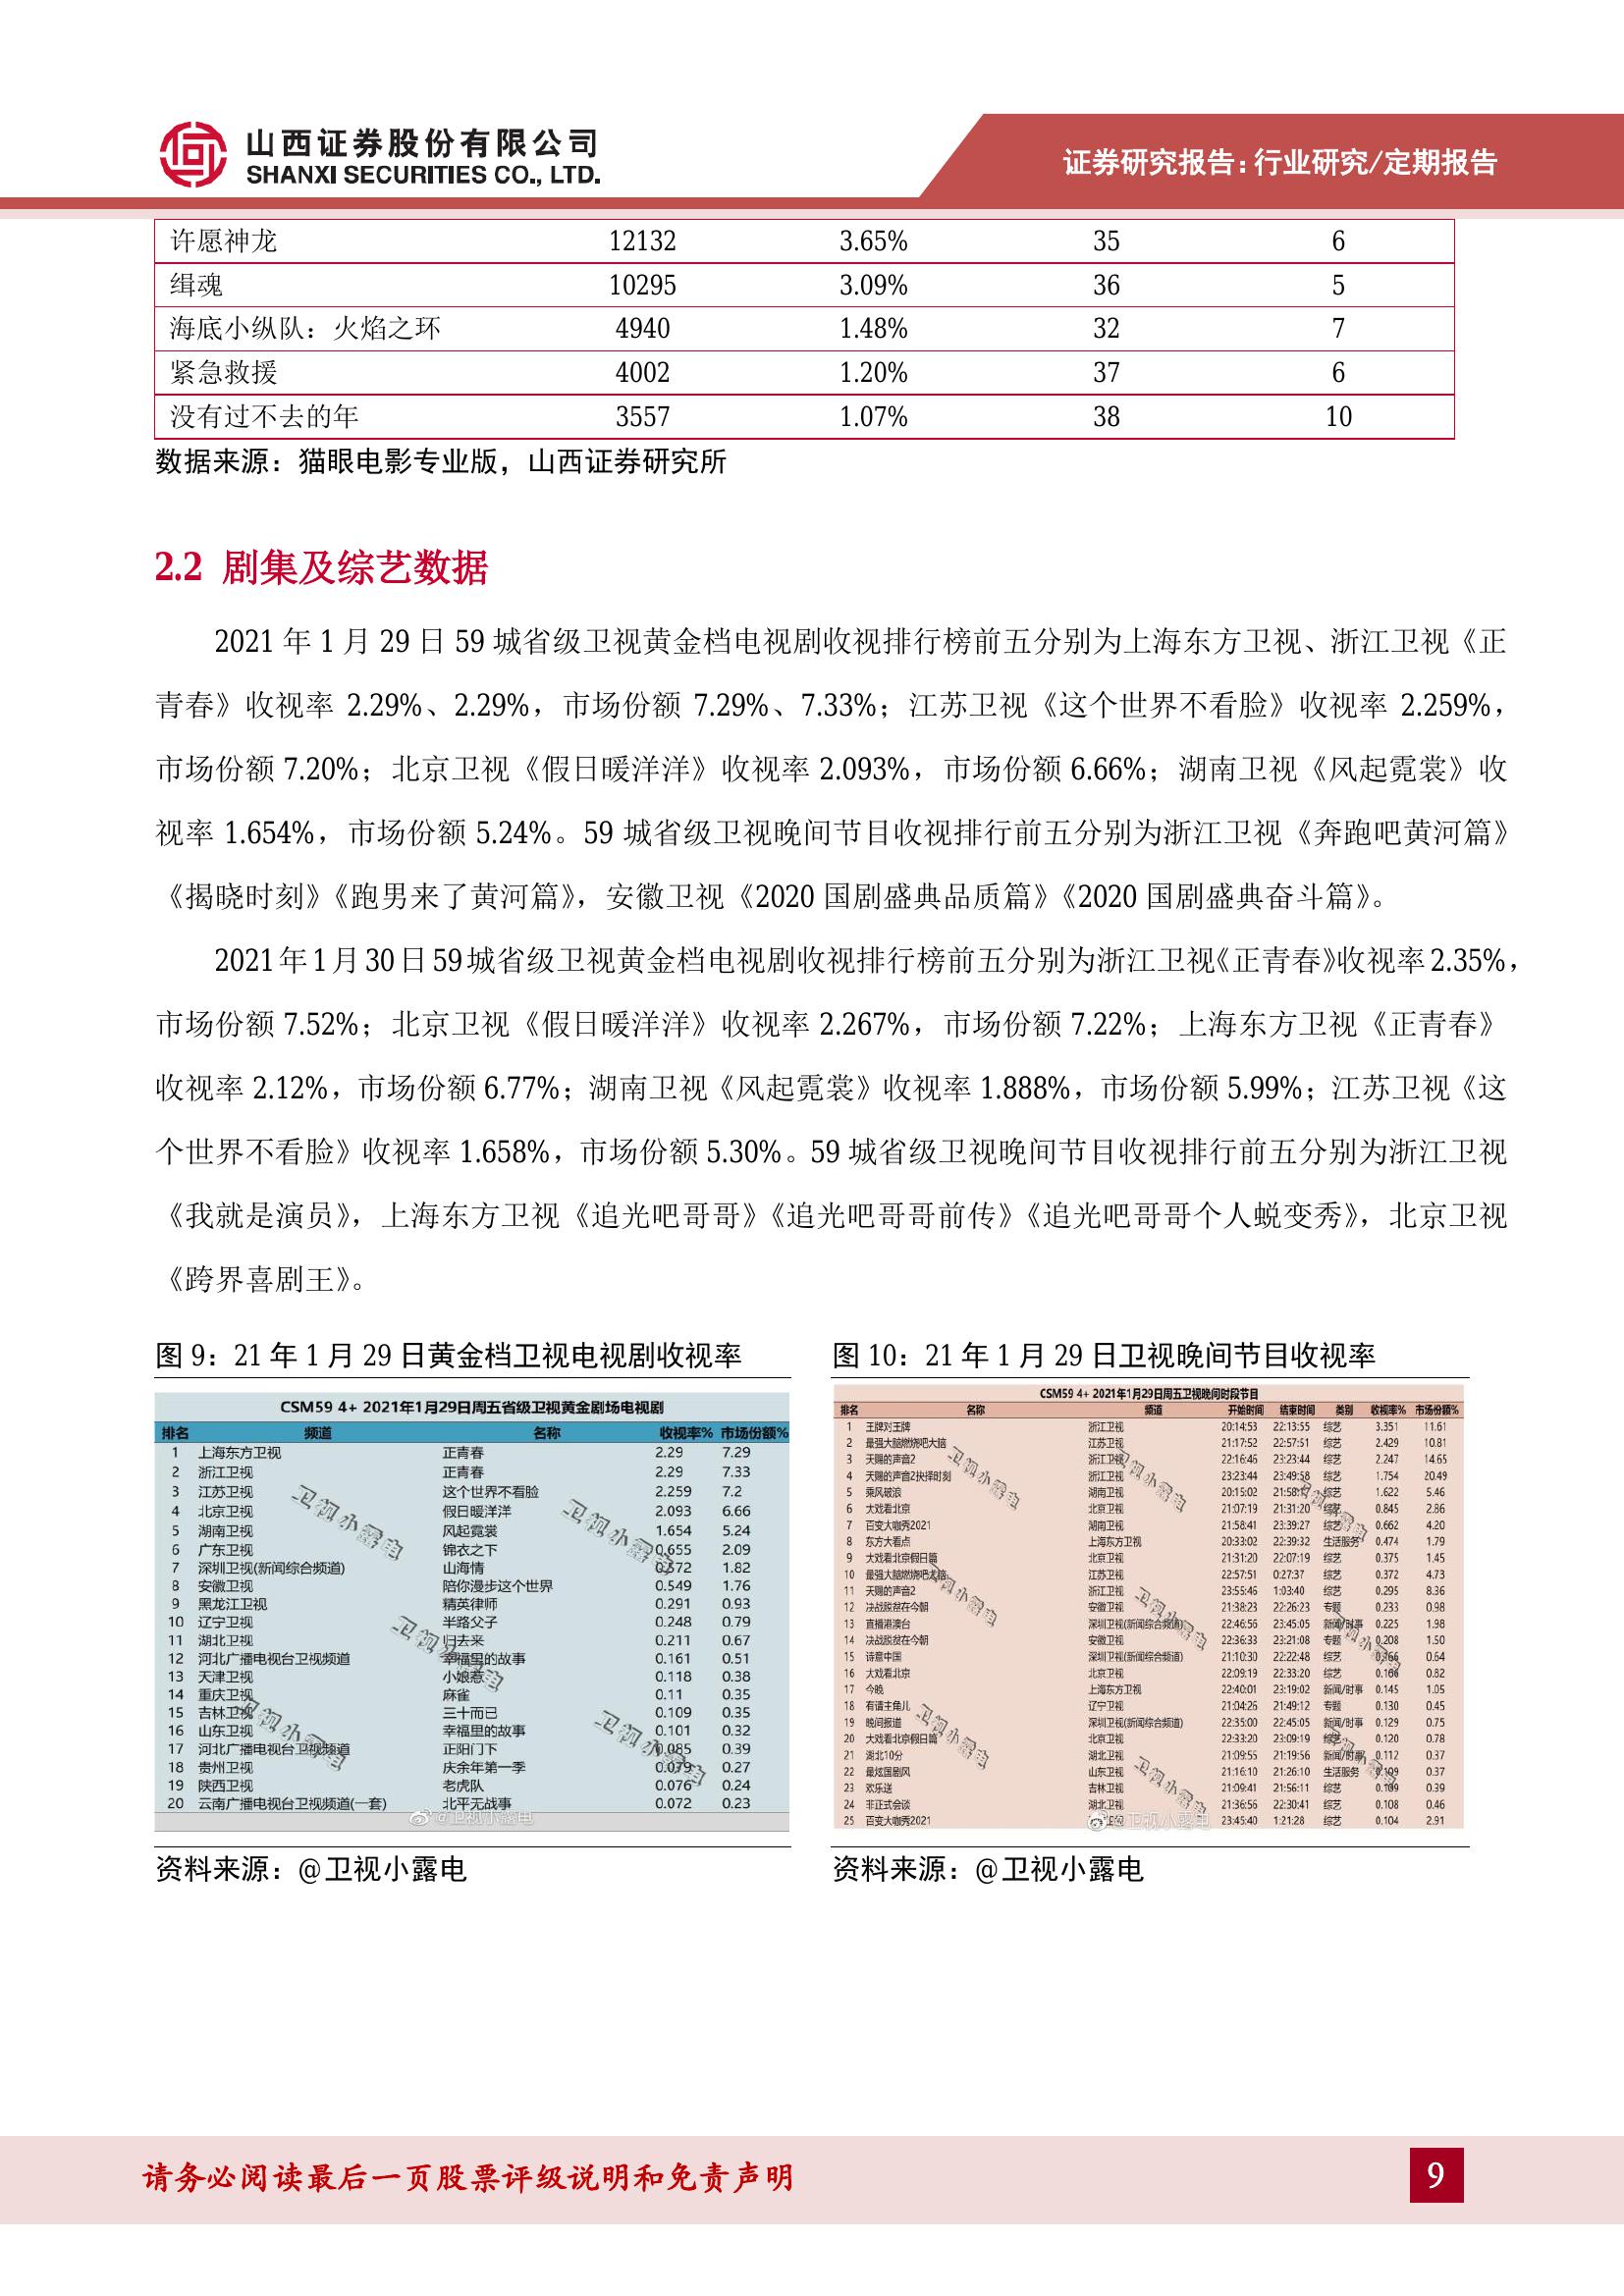 山西证券股份有限公司
SHANXI SECURITIES CO., LTD.
证券研究报告：行业研究/定期报告
许愿神龙 12132 3.65% 35 6
缉魂 10295 3.09% 36 5
海底小纵队：火焰之环 4940 1.48% 32 7
紧急救援 4002 1.20% 37 6
没有过不去的年 3557 1.07% 38 10
数据来源：猫眼电影专业版，山西证券研究所
2.2 剧集及综艺数据
2021 年 1 月 29 日 59 城省级卫视黄金档电视剧收视排行榜前五分别为上海东方卫视、浙江卫视《正
青春》收视率 2.29%、2.29%，市场份额 7.29%、7.33%；江苏卫视《这个世界不看脸》收视率 2.259%，
市场份额 7.20%；北京卫视《假日暖洋洋》收视率 2.093%，市场份额 6.66%；湖南卫视《风起霓裳》收
视率 1.654%，市场份额 5.24%。59 城省级卫视晚间节目收视排行前五分别为浙江卫视《奔跑吧黄河篇》
《揭晓时刻》《跑男来了黄河篇》，安徽卫视《2020 国剧盛典品质篇》《2020 国剧盛典奋斗篇》。
2021 年 1 月 30 日 59 城省级卫视黄金档电视剧收视排行榜前五分别为浙江卫视《正青春》收视率 2.35%，
市场份额 7.52%；北京卫视《假日暖洋洋》收视率 2.267%，市场份额 7.22%；上海东方卫视《正青春》
收视率 2.12%，市场份额 6.77%；湖南卫视《风起霓裳》收视率 1.888%，市场份额 5.99%；江苏卫视《这
个世界不看脸》收视率 1.658%，市场份额 5.30%。59 城省级卫视晚间节目收视排行前五分别为浙江卫视
《我就是演员》，上海东方卫视《追光吧哥哥》《追光吧哥哥前传》《追光吧哥哥个人蜕变秀》，北京卫视
《跨界喜剧王》。
图 9：21 年 1 月 29 日黄金档卫视电视剧收视率
CSM59 4+ 2021年1月29日周五省级卫视黄金剧场电视剧
排名 频道 名称 收视率% 市场份额%
1 上海东方卫视 正青春 2.29 7.29
2 浙江卫视 正青春 2.29 7.33
3 江苏卫视 这个世界不看脸 2.259 7.2
4 北京卫视 假日暖洋洋 2.093 6.66
5 湖南卫视 风起霓裳 1.654 5.24
6 广东卫视 锦衣之下 0.655 2.09
7 深圳卫视(新闻综合频道) 山海情 0.572 1.82
8 安徽卫视 陪你漫步这个世界 0.549 1.76
9 黑龙江卫视 精英律师 0.291 0.93
10 辽宁卫视 半路父子 0.248 0.79
11 湖北卫视 归去来 0.211 0.67
12 河北广播电视台卫视频道 幸福里的故事 0.161 0.51
13 天津卫视 小娘惹 0.118 0.38
14 重庆卫视 麻雀 0.11 0.35
15 吉林卫视 三十而已 0.109 0.35
16 山东卫视 幸福里的故事 0.101 0.32
17 河北广播电视台卫视频道 正阳门下 0.085 0.39
18 贵州卫视 庆余年第一季 0.079 0.27
19 陕西卫视 老虎队 0.076 0.24
20 云南广播电视台卫视频道(一套) 北平无战事 0.072 0.23
@卫视小露电
资料来源：@卫视小露电
图 10：21 年 1 月 29 日卫视晚间节目收视率
CSM59 4+ 2021年1月29日周五卫视晚间时段节目
排名 名称 频道 开始时间 结束时间 类别 收视率% 市场份额%
1 王牌对王牌 浙江卫视 20:14:53 22:13:55 综艺 3.351 11.61
2 最强大脑燃烧吧大脑 江苏卫视 21:17:52 22:57:51 综艺 2.429 10.81
3 天赐的声音2 浙江卫视 22:16:46 23:23:44 综艺 2.247 14.65
4 天赐的声音2抉择时刻 浙江卫视 23:23:44 23:49:58 综艺 1.754 20.49
5 乘风破浪 湖南卫视 20:15:02 综艺 1.622 5.46
6 大戏看北京 北京卫视 21:07:19 21:31:20 综艺 0.845 2.86
7 百变大咖秀2021 湖南卫视 21:58:41 23:39:27 综艺 0.662 4.20
8 东方大看点 上海东方卫视 20:33:02 22:39:32 生活服务 0.474 1.79
9 大戏看北京假日篇 北京卫视 21:31:20 22:07:19 综艺 0.375 1.45
10 最强大脑燃烧吧大脑 江苏卫视 22:57:51 0:27:37 综艺 0.372 4.73
11 天赐的声音2 浙江卫视 23:55:46 1:03:40 综艺 0.295 8.36
12 决战脱贫在今朝 安徽卫视 21:38:23 22:26:23 专题 0.233 0.98
13 直播港澳台 深圳卫视(新闻综合频道) 22:46:56 23:45:05 新闻/时事 0.225 1.98
14 决战脱贫在今朝 安徽卫视 22:36:33 23:21:08 专题 0.208 1.50
15 诗意中国 深圳卫视(新闻综合频道) 21:10:30 22:22:48 综艺 0.166 0.64
16 大戏看北京 北京卫视 22:09:19 22:33:20 综艺 0.166 0.82
17 今晚 上海东方卫视 22:40:01 23:19:02 新闻/时事 0.145 1.05
18 有请主角儿 辽宁卫视 21:04:26 21:49:12 专题 0.130 0.45
19 晚间报道 深圳卫视(新闻综合频道) 22:35:00 22:45:05 新闻/时事 0.129 0.75
20 大戏看北京假日篇 北京卫视 22:33:20 23:09:19 综艺 0.120 0.78
21 湖北10分 湖北卫视 21:09:55 21:19:56 新闻/时事 0.112 0.37
22 最炫国剧风 山东卫视 21:16:10 21:26:10 生活服务 0.109 0.37
23 欢乐送 吉林卫视 21:09:41 21:56:11 综艺 0.109 0.39
24 非正式会谈 湖北卫视 21:36:56 22:30:41 综艺 0.108 0.46
25 百变大咖秀2021 23:45:40 1:21:28 综艺 0.104 2.91
@卫视小露电
资料来源：@卫视小露电
请务必阅读最后一页股票评级说明和免责声明
9